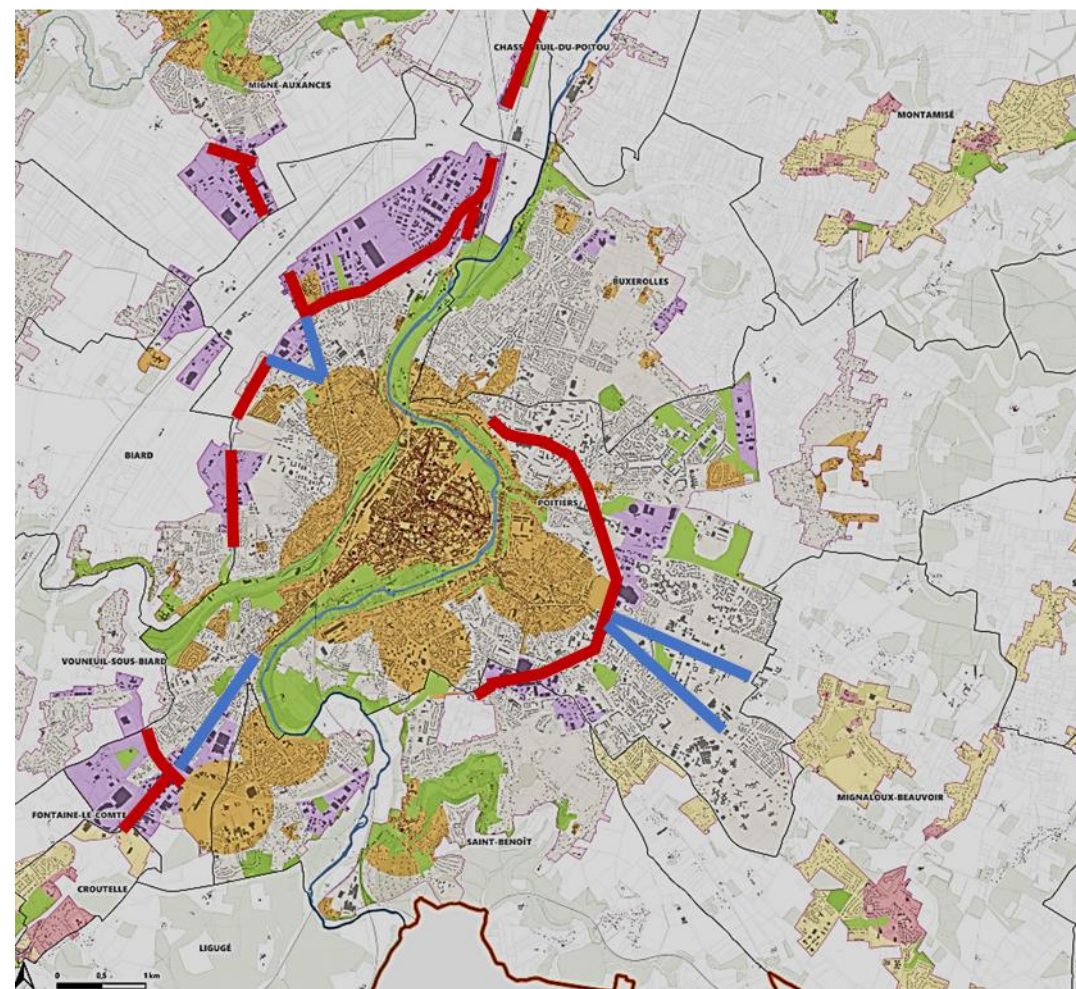 CHASSENEUIL-DU-POITOU
MIGNÉ-AUXANCES
MONTAMISÉ
BUXEROLLES
BIARD
POITIERS
VOUNEUIL-SOUS-BIARD
MIGNALOUX-BEAUVOIR
FONTAINE-LE-COMTE
SAINT-BENOÎT
CROUTELLE
LIGUGÉ
0 0,5 1 km